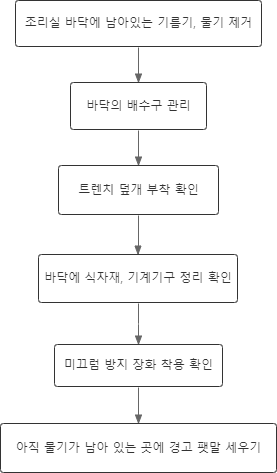 조리실 바닥에 남아있는 기름기, 물기 제거
바닥의 배수구 관리
트렌치 덮개 부착 확인
바닥에 식자재, 기계기구 정리 확인
미끄럼 방지 장화 착용 확인
아직 물기가 남아 있는 곳에 경고 팻말 세우기